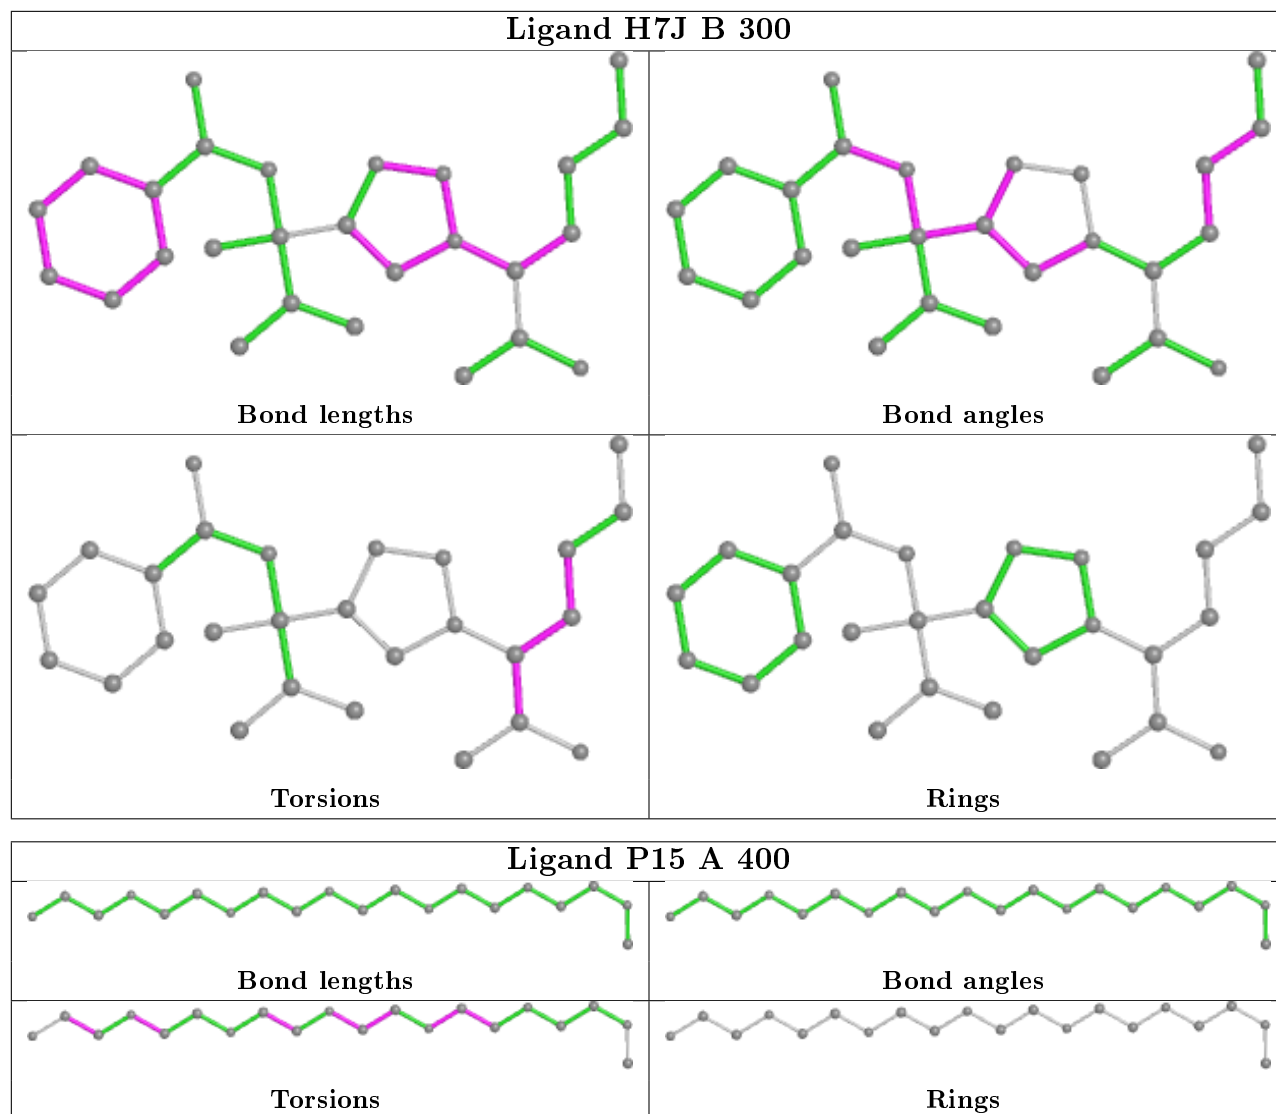 Ligand H7J B 300
Bond lengths
Bond angles
Torsions
Rings
Ligand P15 A 400
Bond lengths
Bond angles
Torsions
Rings